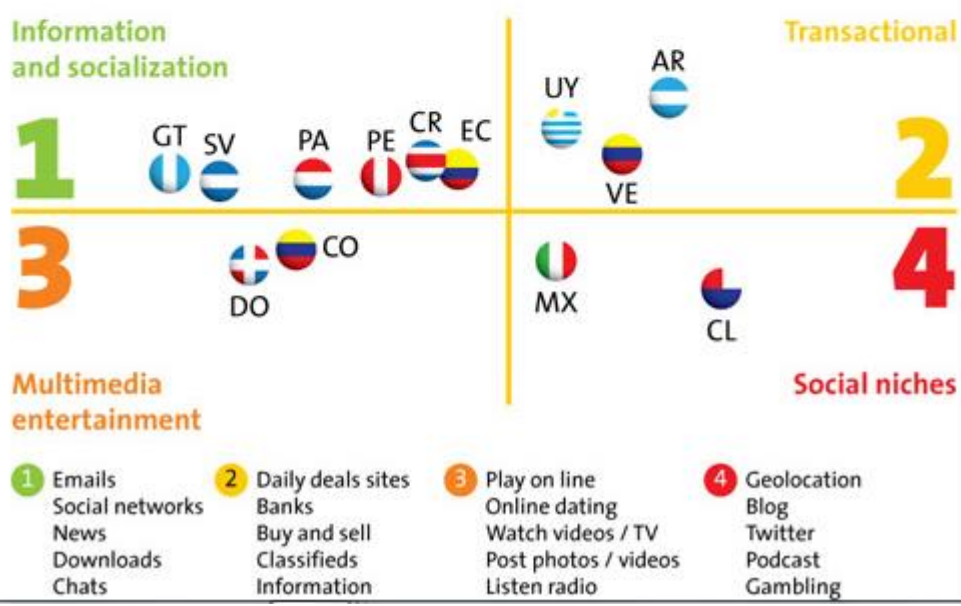 Information
and socialization
Transactional
1
2
GT
SV
PA
PE
CR
EC
UY
AR
VE
3
4
DO
CO
MX
CL
Multimedia
entertainment
Social niches
1 Emails
Social networks
News
Downloads
Chats
2 Daily deals sites
Banks
Buy and sell
Classifieds
Information
3 Play on line
Online dating
Watch videos / TV
Post photos / videos
Listen radio
4 Geolocation
Blog
Twitter
Podcast
Gambling